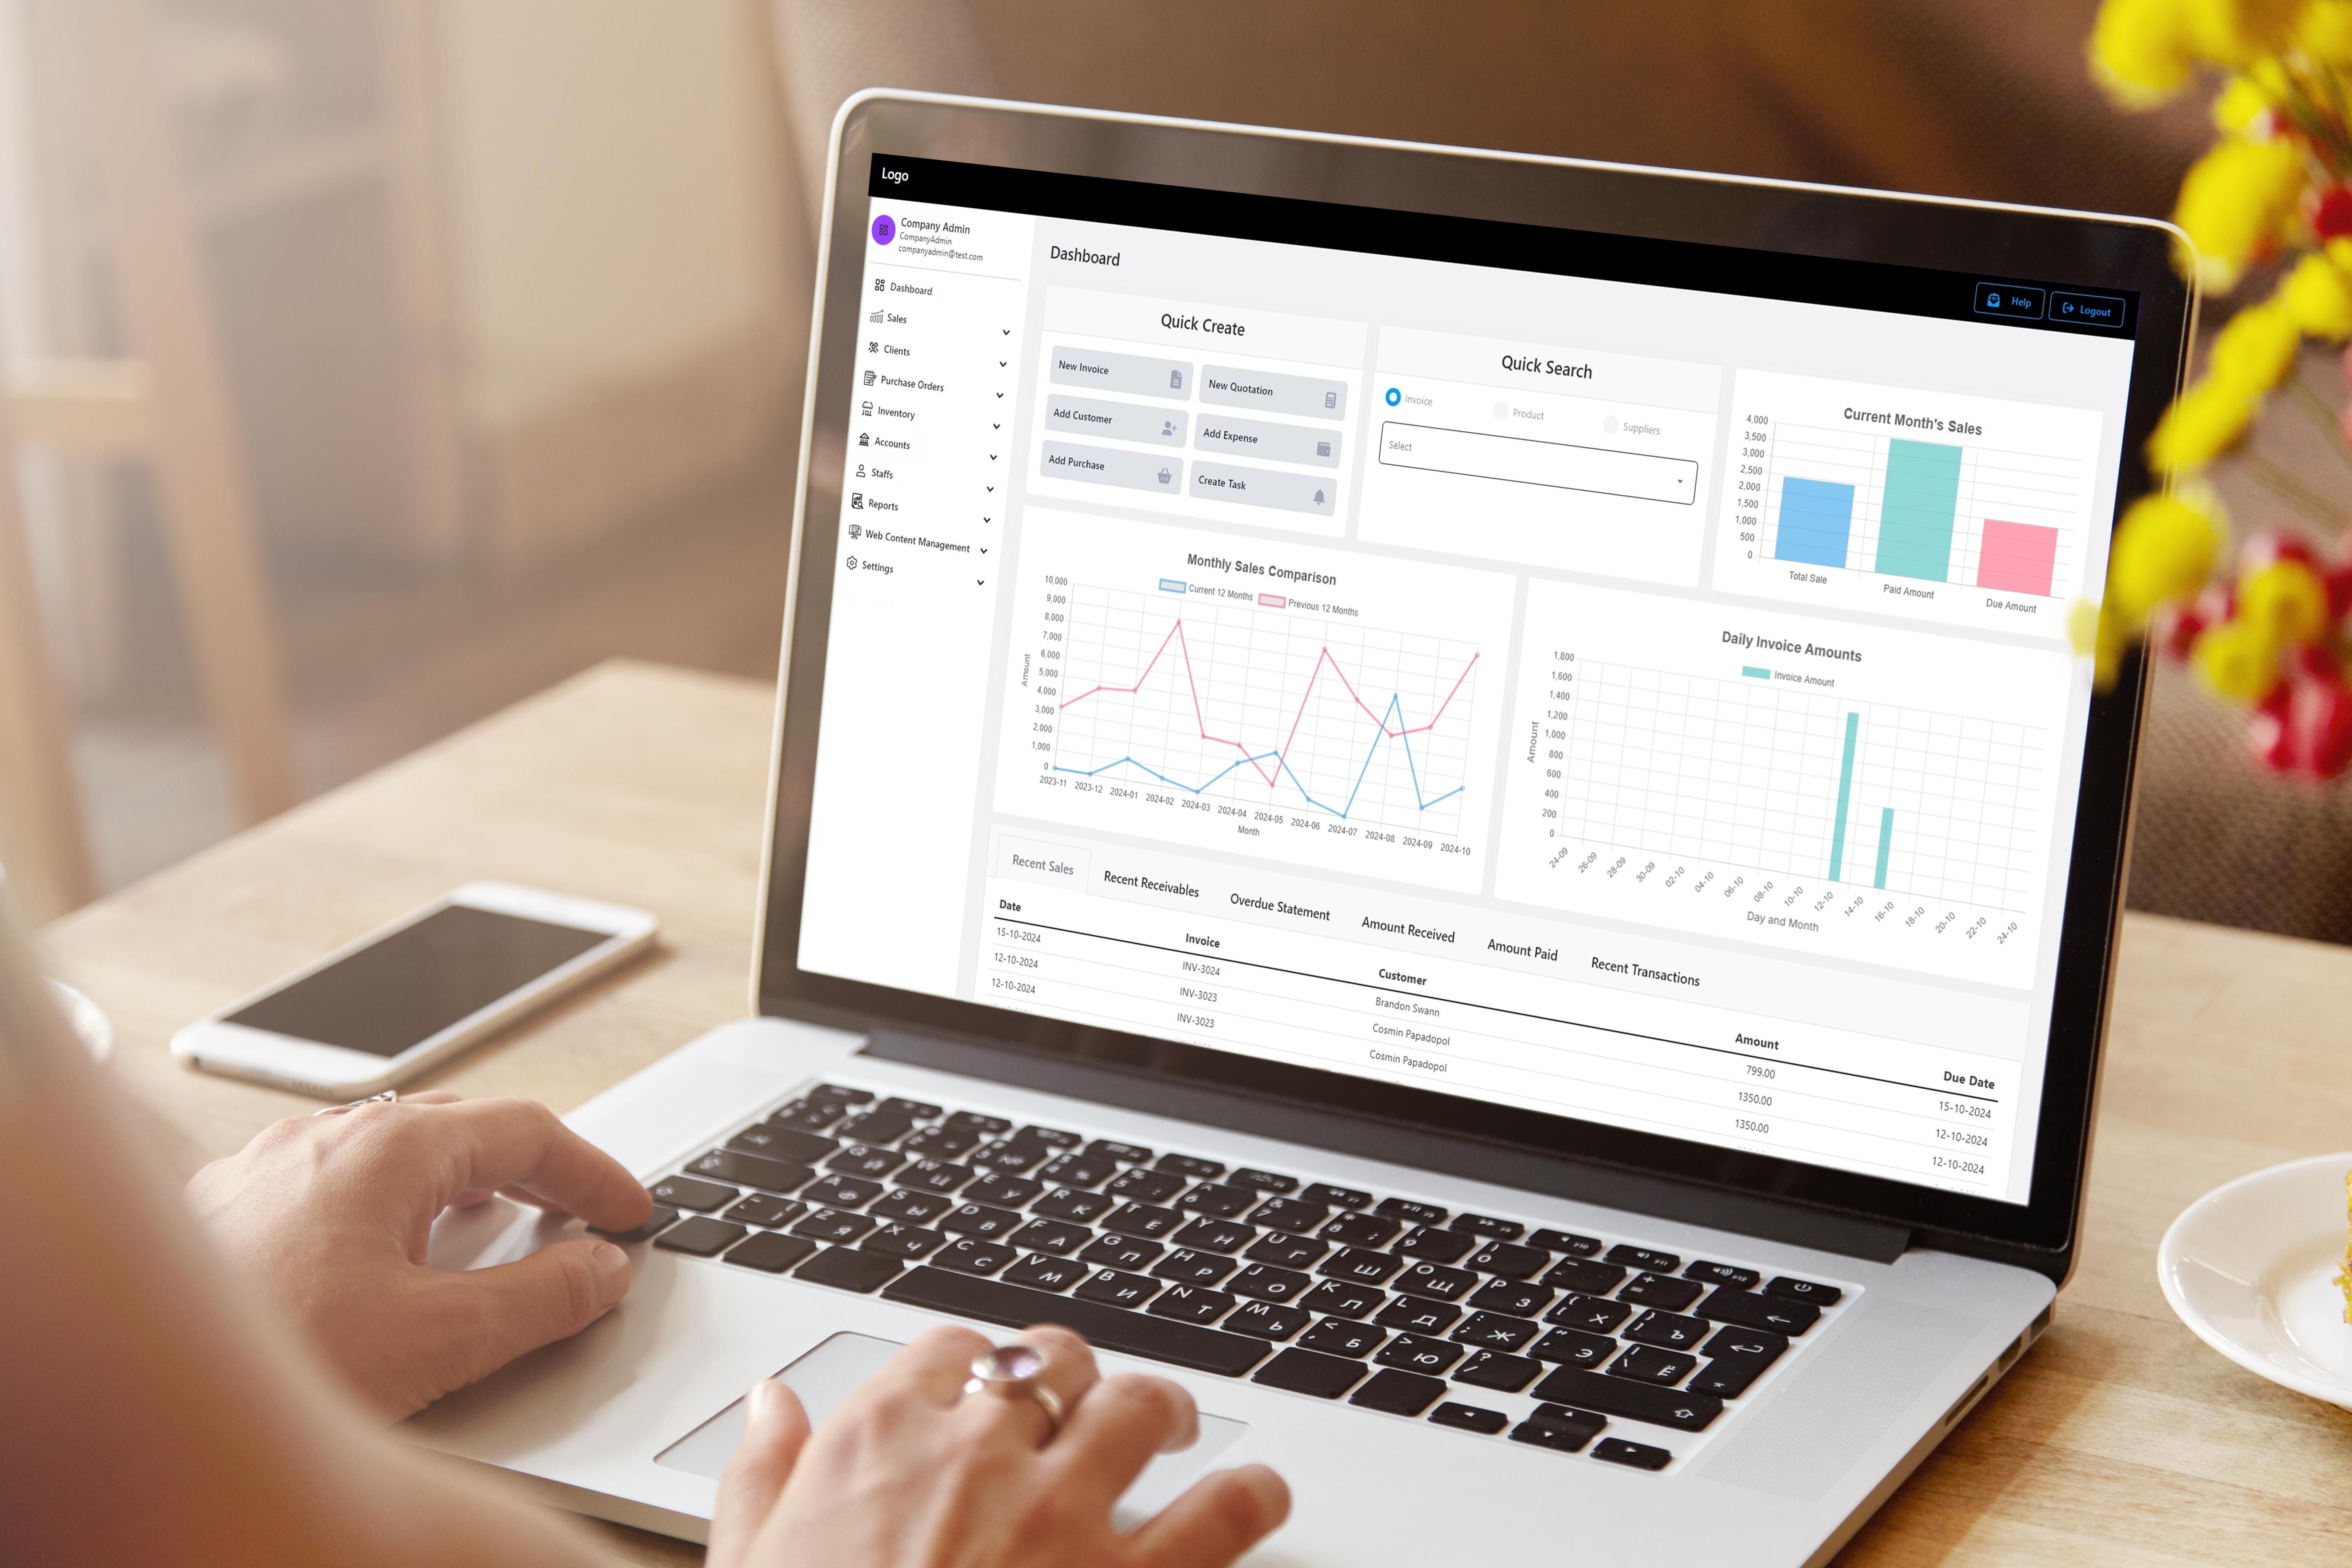 Logo
Help
Logout
Company Admin
CompanyAdmin
companyadmin@test.com
Dashboard
Sales
Clients
Purchase Orders
Inventory
Accounts
Staffs
Reports
Web Content Management
Settings
Dashboard
Quick Create
New Invoice
New Quotation
Add Customer
Add Expense
Add Purchase
Create Task
Quick Search
Invoice Product Suppliers
Select
Current Month's Sales
4,000
3,500
3,000
2,500
2,000
1,500
1,000
500
0
Total Sale Paid Amount Due Amount
Monthly Sales Comparison
Current 12 Months Previous 12 Months
10,000
9,000
8,000
7,000
6,000
5,000
4,000
3,000
2,000
1,000
0
Amount
2023-11 2023-12 2024-01 2024-02 2024-03 2024-04 2024-05 2024-06 2024-07 2024-08 2024-09 2024-10
Month
Daily Invoice Amounts
Invoice Amount
1,800
1,600
1,400
1,200
1,000
800
600
400
200
0
Amount
24-09 26-09 28-09 30-09 02-10 04-10 06-10 08-10 10-10 12-10 14-10 16-10 18-10 20-10 22-10 24-10
Day and Month
Recent Sales Recent Receivables Overdue Statement Amount Received Amount Paid Recent Transactions
Date Invoice Customer Amount Due Date
15-10-2024 INV-3024 Brandon Swann 799.00 15-10-2024
12-10-2024 INV-3023 Cosmin Papadopol 1350.00 12-10-2024
12-10-2024 INV-3023 Cosmin Papadopol 1350.00 12-10-2024
Q Й W Ц E У R К T Е Y Н U Г I Ш O Щ P З { [ Х } ] Ъ
A Ф S Ы D В F А G П H Р J О K Л L Д : ; Ж " ' Э \ Ё
Z Я X Ч C С V М B И N Т M Ь < , Б > . Ю ? /